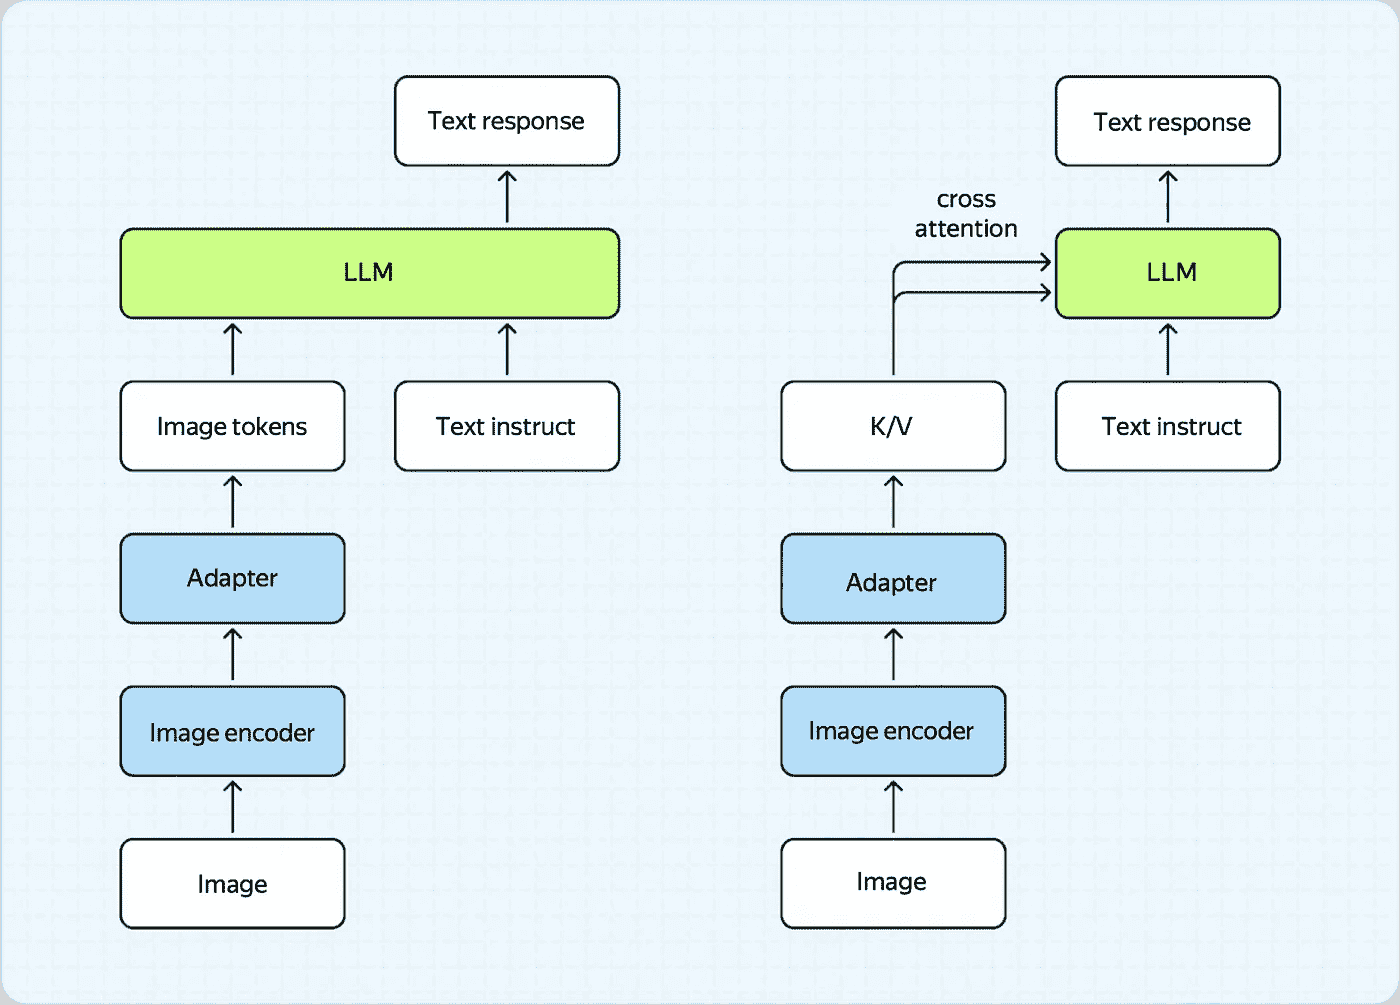 Text response
LLM
Image tokens
Text instruct
Adapter
Image encoder
Image
Text response
cross
attention
LLM
K/V
Text instruct
Adapter
Image encoder
Image